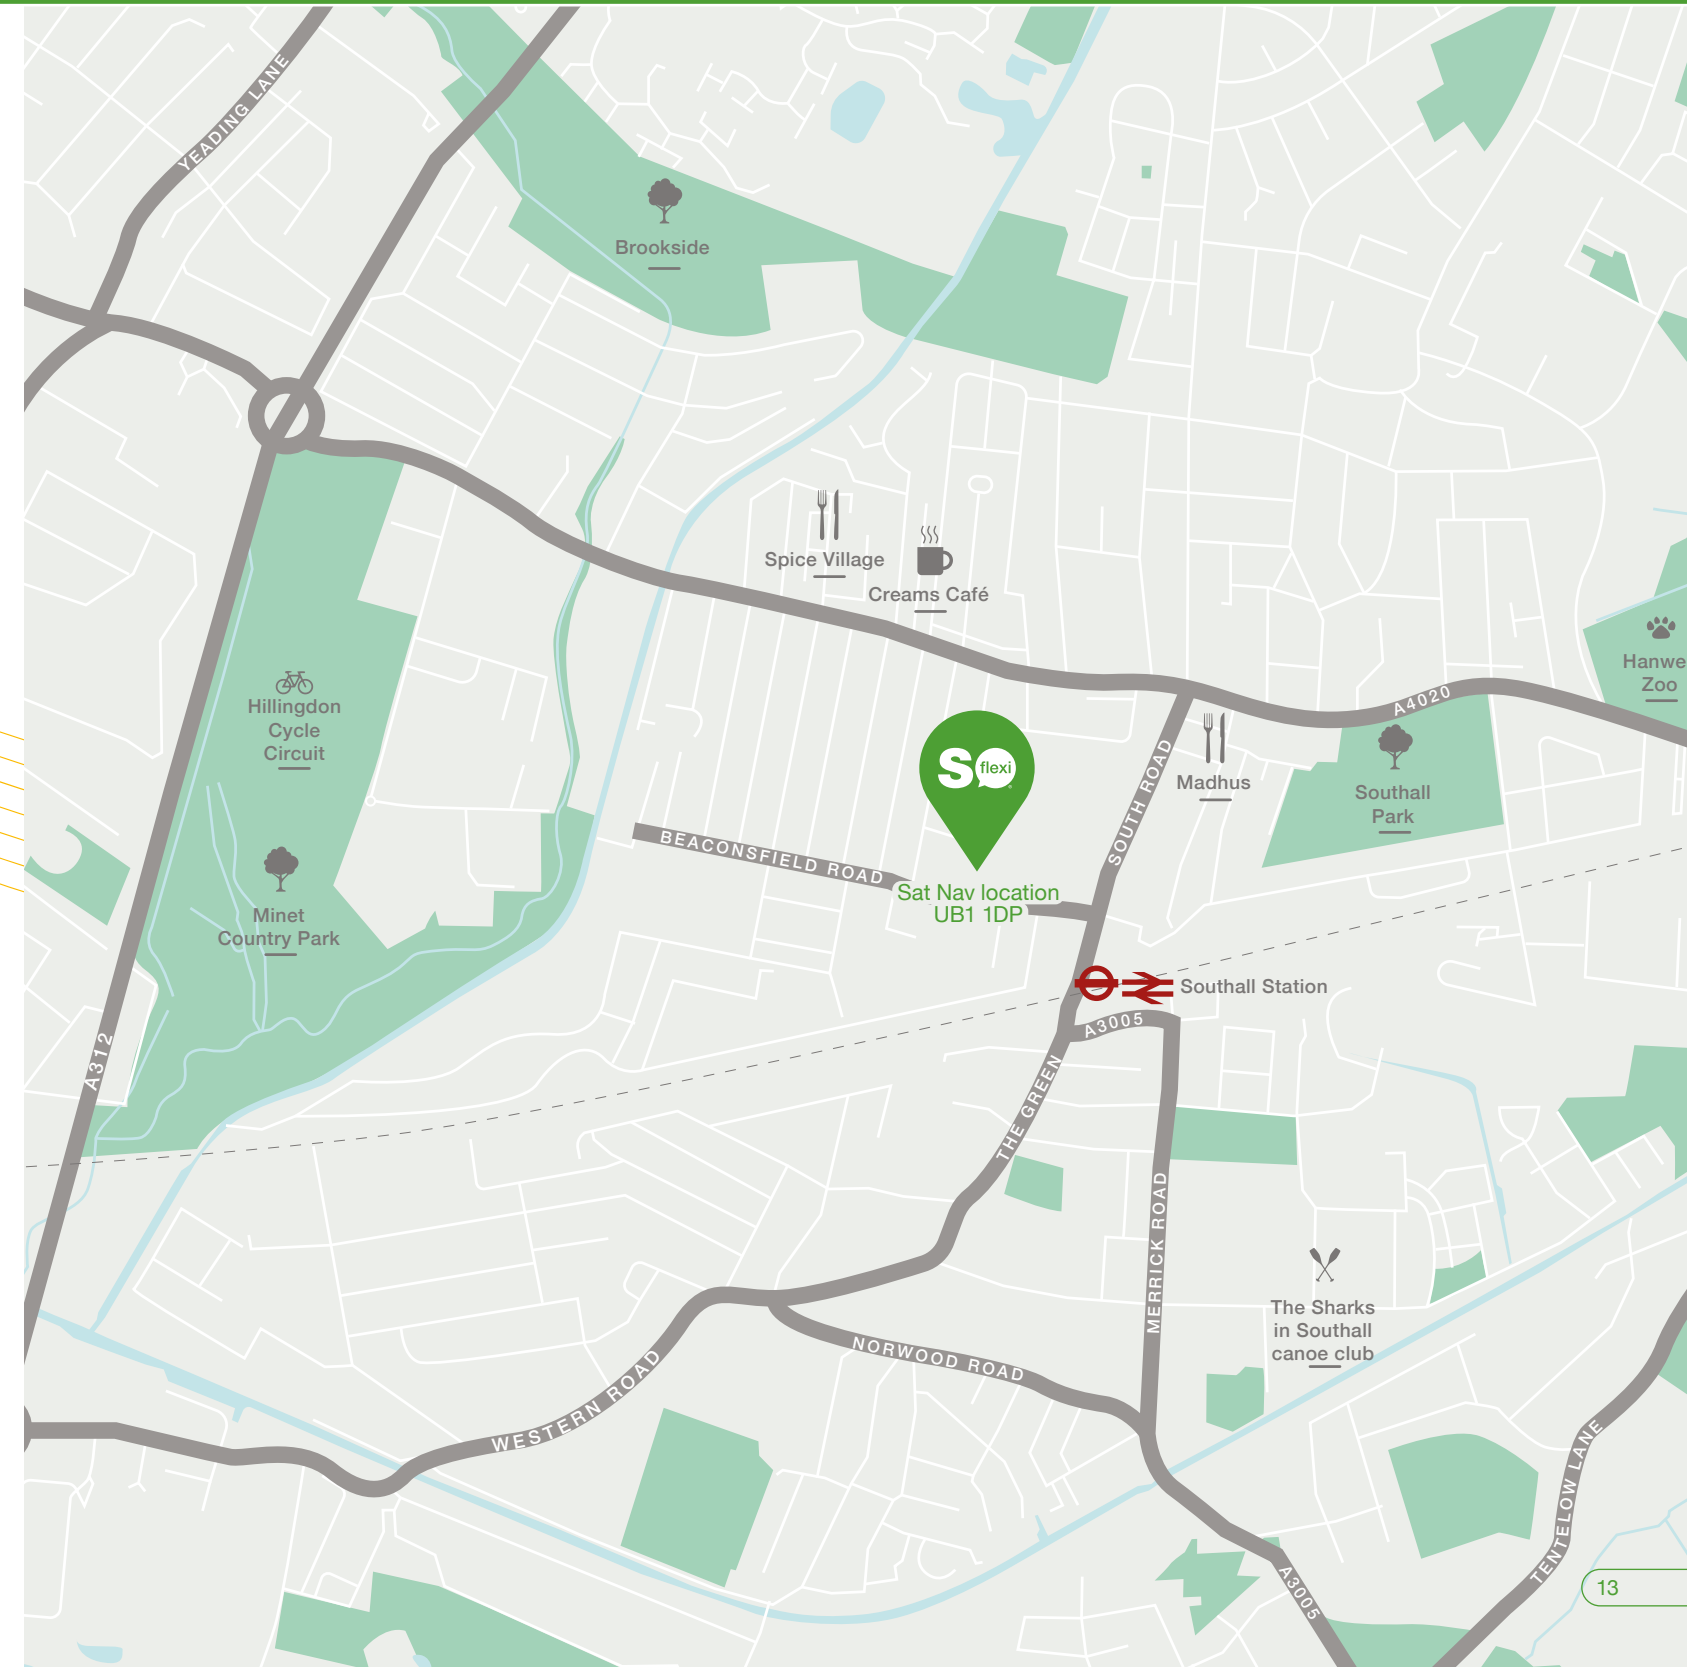 YEADING LANE
Brookside
Spice Village
Creams Café
Hanwe
Zoo
A4020
Hillingdon
Cycle
Circuit
So flexi
SOUTH ROAD
Madhus
Southall
Park
BEACONSFIELD ROAD
Sat Nav location
UB1 1DP
Minet
Country Park
Southall Station
A3005
A312
THE GREEN
MERRICK ROAD
The Sharks
in Southall
canoe club
NORWOOD ROAD
WESTERN ROAD
TENTELOW LANE
A3005
13